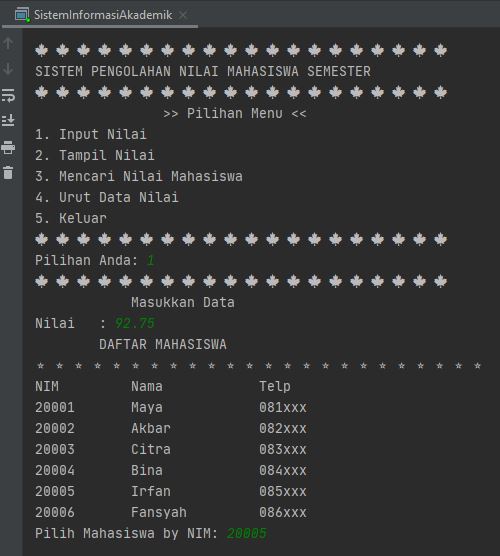 SistemInformasiAkademik
SISTEM PENGOLAHAN NILAI MAHASISWA SEMESTER
>> Pilihan Menu <<
1. Input Nilai
2. Tampil Nilai
3. Mencari Nilai Mahasiswa
4. Urut Data Nilai
5. Keluar
Pilihan Anda: 1
Masukkan Data
Nilai : 92.75
DAFTAR MAHASISWA
NIM Nama Telp
20001 Maya 081xxx
20002 Akbar 082xxx
20003 Citra 083xxx
20004 Bina 084xxx
20005 Irfan 085xxx
20006 Fansyah 086xxx
Pilih Mahasiswa by NIM: 20005